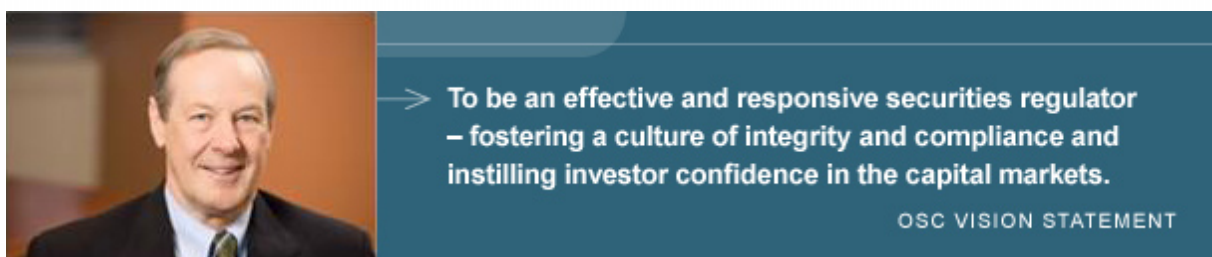 To be an effective and responsive securities regulator
– fostering a culture of integrity and compliance and
instilling investor confidence in the capital markets.
OSC VISION STATEMENT